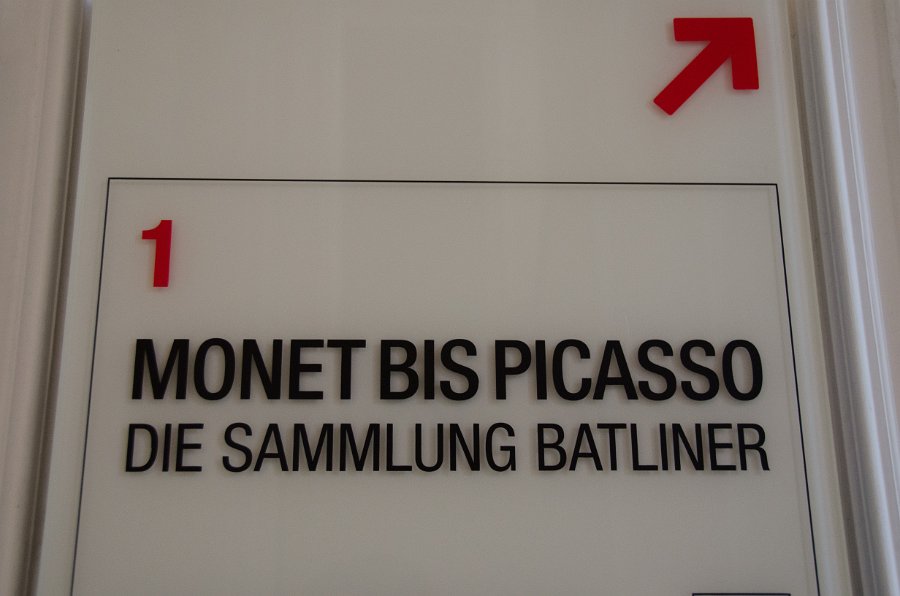 1
MONET BIS PICASSO
DIE SAMMLUNG BATLINER